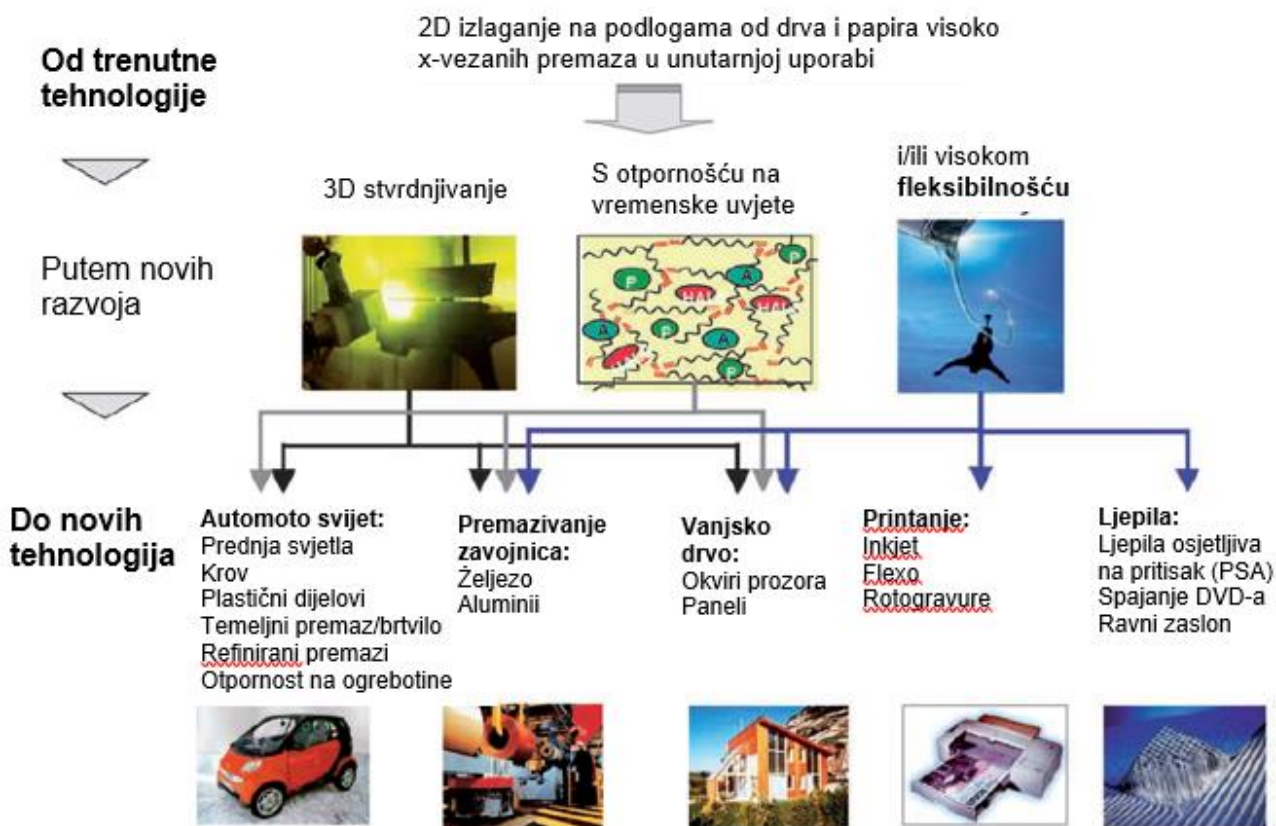 2D izlaganje na podlogama od drva i papira visoko
x-vezanih premaza u unutarnjoj uporabi
Od trenutne
tehnologije
3D stvrdnjivanje
S otpornošću na
vremenske uvjete
i/ili visokom
fleksibilnošću
Putem novih
razvoja
P
P
A
HALS
HALS
A
P
A
HALS
P
Do novih
tehnologija
Automoto svijet:
Prednja svjetla
Krov
Plastični dijelovi
Temeljni premaz/brtvilo
Refinirani premazi
Otpornost na ogrebotine
Premazivanje
zavojnica:
Željezo
Aluminii
Vanjsko
drvo:
Okviri prozora
Paneli
Printanje:
Inkjet
Flexo
Rotogravure
Ljepila:
Ljepila osjetljiva
na pritisak (PSA)
Spajanje DVD-a
Ravni zaslon